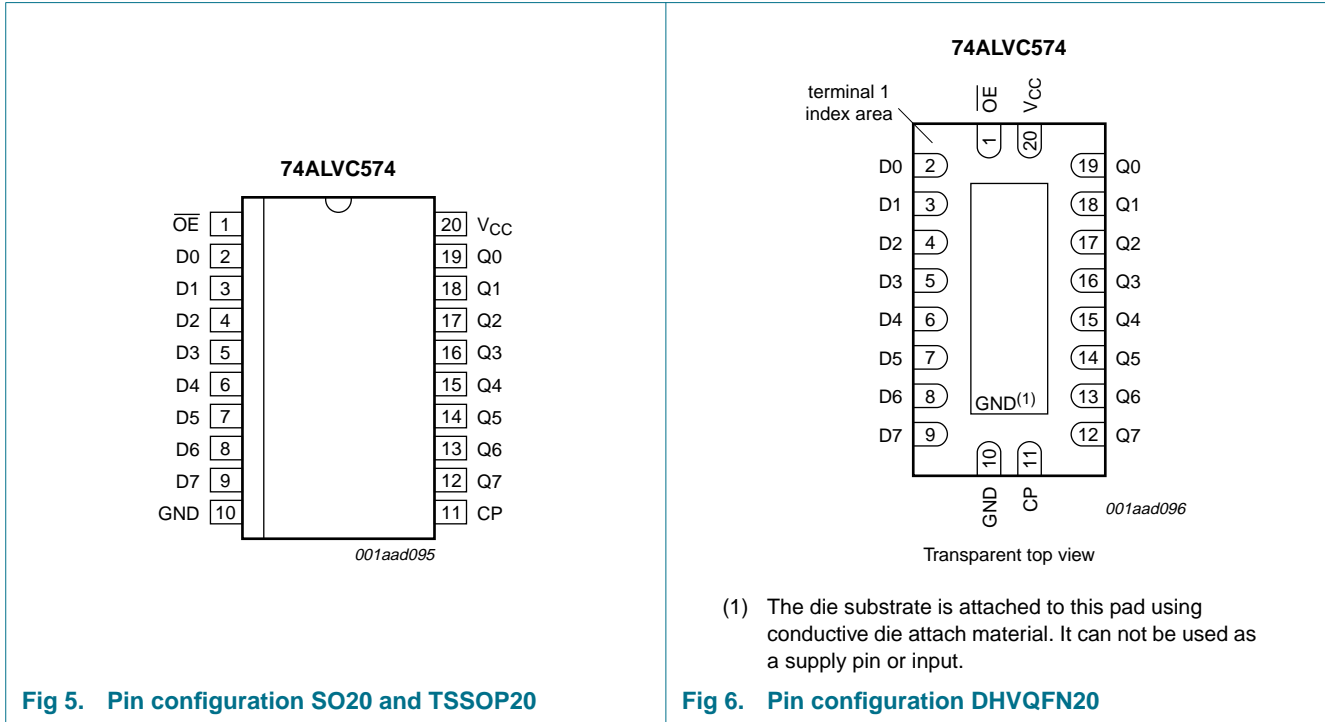 74ALVC574
OE 1 20 VCC
D0 2 19 Q0
D1 3 18 Q1
D2 4 17 Q2
D3 5 16 Q3
D4 6 15 Q4
D5 7 14 Q5
D6 8 13 Q6
D7 9 12 Q7
GND 10 11 CP
001aad095
Fig 5. Pin configuration SO20 and TSSOP20
74ALVC574
terminal 1
index area
OE VCC
1 20
D0 2 19 Q0
D1 3 18 Q1
D2 4 17 Q2
D3 5 16 Q3
D4 6 15 Q4
D5 7 14 Q5
D6 8 GND(1) 13 Q6
D7 9 12 Q7
10 11
GND CP
001aad096
Transparent top view
(1) The die substrate is attached to this pad using
conductive die attach material. It can not be used as
a supply pin or input.
Fig 6. Pin configuration DHVQFN20